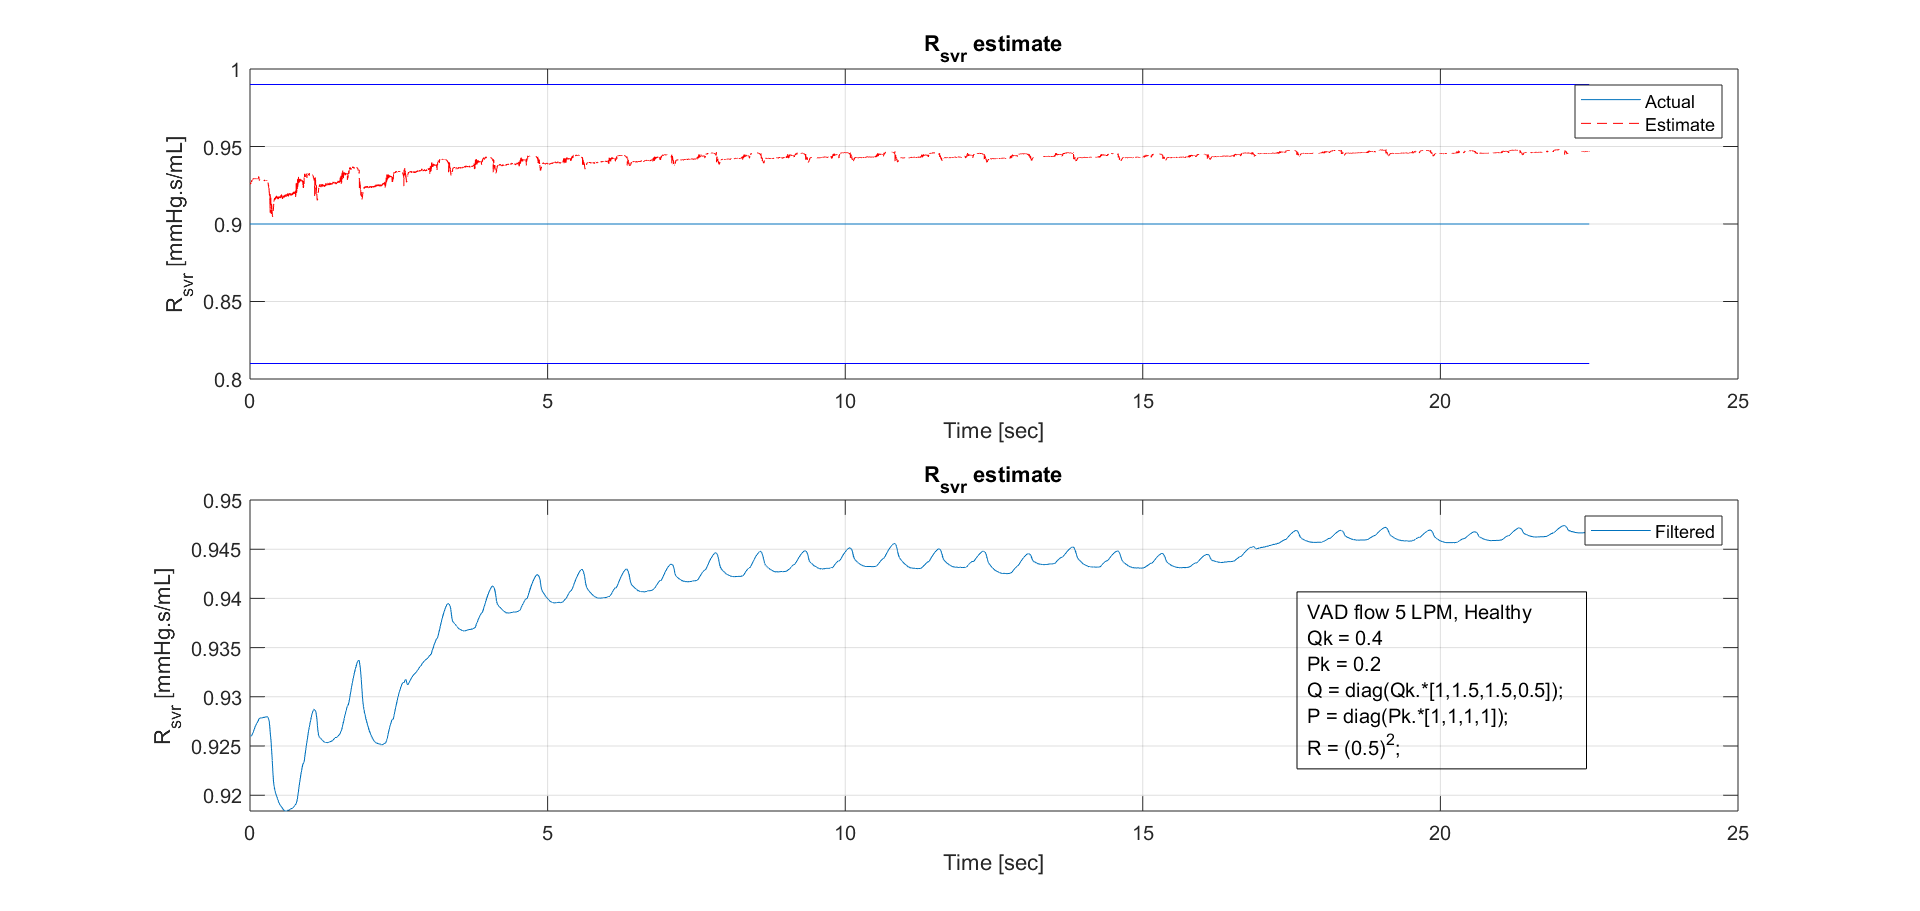 R_svr estimate
1
0.95
0.9
0.85
0.8
R_svr [mmHg.s/mL]
Actual
Estimate
0 5 10 15 20 25
Time [sec]
R_svr estimate
0.95
0.945
0.94
0.935
0.93
0.925
0.92
R_svr [mmHg.s/mL]
Filtered
VAD flow 5 LPM, Healthy
Qk = 0.4
Pk = 0.2
Q = diag(Qk.*[1,1.5,1.5,0.5]);
P = diag(Pk.*[1,1,1,1]);
R = (0.5)²;
0 5 10 15 20 25
Time [sec]